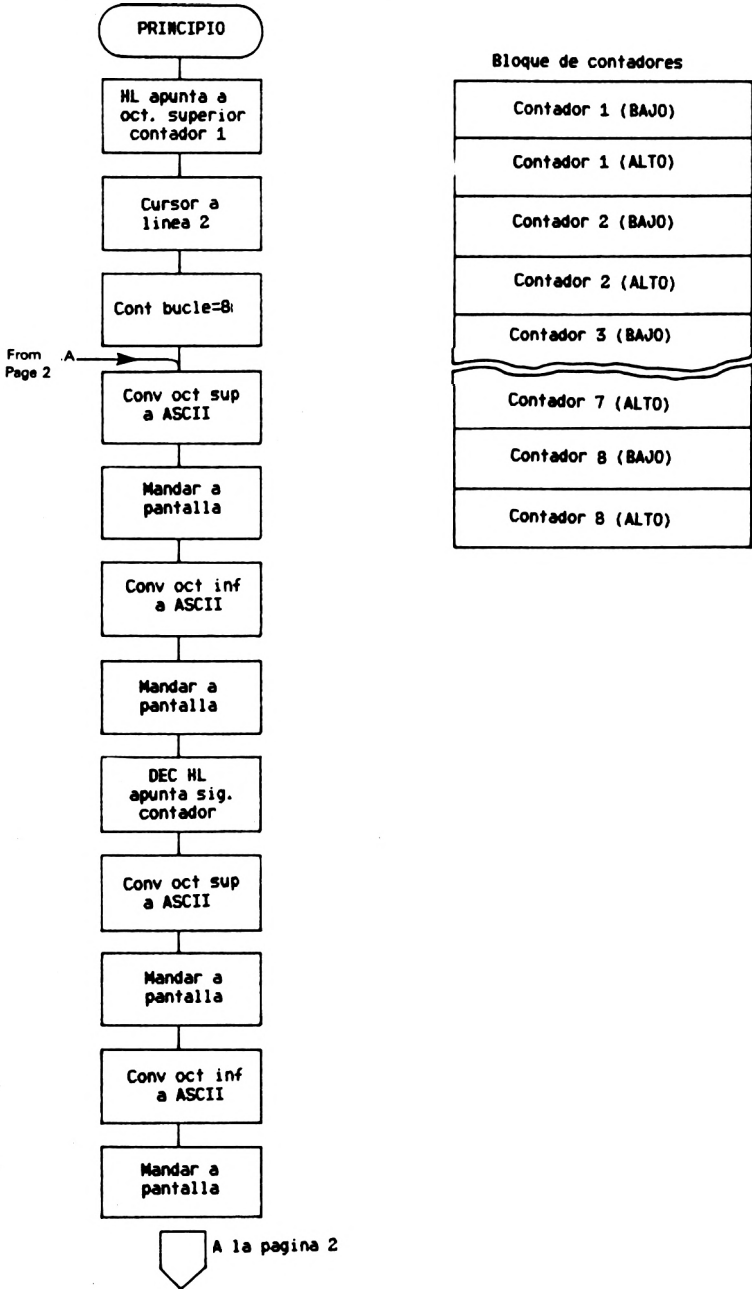 PRINCIPIO
HL apunta a
oct. superior
contador 1
Cursor a
linea 2
Cont bucle=8:
From
Page 2
A
Conv oct sup
a ASCII
Mandar a
pantalla
Conv oct inf
a ASCII
Mandar a
pantalla
DEC HL
apunta sig.
contador
Conv oct sup
a ASCII
Mandar a
pantalla
Conv oct inf
a ASCII
Mandar a
pantalla
A la pagina 2
Bloque de contadores
Contador 1 (BAJO)
Contador 1 (ALTO)
Contador 2 (BAJO)
Contador 2 (ALTO)
Contador 3 (BAJO)
Contador 7 (ALTO)
Contador 8 (BAJO)
Contador 8 (ALTO)